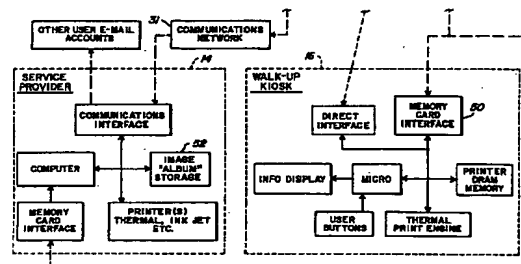 OTHER USER E-MAIL
ACCOUNTS
31
COMMUNICATIONS
NETWORK
SERVICE
PROVIDER
14
COMMUNICATIONS
INTERFACE
52
COMPUTER
IMAGE
"ALBUM"
STORAGE
MEMORY
CARD
INTERFACE
PRINTER(S)
THERMAL, INK JET
ETC.
WALK-UP
KIOSK
16
DIRECT
INTERFACE
MEMORY
CARD
INTERFACE
50
INFO DISPLAY
MICRO
PRINTER
DRAM
MEMORY
USER
BUTTONS
THERMAL
PRINT ENGINE